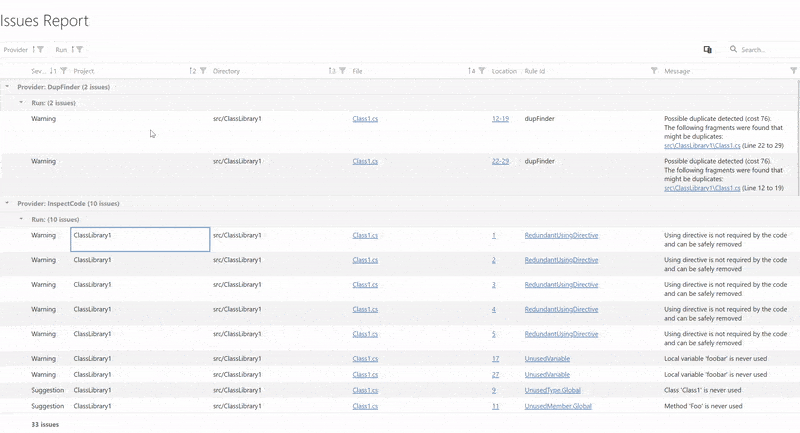 Issues Report
Provider Run Search...
Sev... 1 Project 2 Directory 3 File 4 Location Rule Id Message
Provider: DupFinder (2 issues)
Run: (2 issues)
Warning src/ClassLibrary1 Class1.cs 12-19 dupFinder Possible duplicate detected (cost 76).
The following fragments were found that
might be duplicates:
src\ClassLibrary1\Class1.cs (Line 22 to 29)
Warning src/ClassLibrary1 Class1.cs 22-29 dupFinder Possible duplicate detected (cost 76).
The following fragments were found that
might be duplicates:
src\ClassLibrary1\Class1.cs (Line 12 to 19)
Provider: InspectCode (10 issues)
Run: (10 issues)
Warning ClassLibrary1 src/ClassLibrary1 Class1.cs 1 RedundantUsingDirective Using directive is not required by the code
and can be safely removed
Warning ClassLibrary1 src/ClassLibrary1 Class1.cs 2 RedundantUsingDirective Using directive is not required by the code
and can be safely removed
Warning ClassLibrary1 src/ClassLibrary1 Class1.cs 3 RedundantUsingDirective Using directive is not required by the code
and can be safely removed
Warning ClassLibrary1 src/ClassLibrary1 Class1.cs 4 RedundantUsingDirective Using directive is not required by the code
and can be safely removed
Warning ClassLibrary1 src/ClassLibrary1 Class1.cs 5 RedundantUsingDirective Using directive is not required by the code
and can be safely removed
Warning ClassLibrary1 src/ClassLibrary1 Class1.cs 17 UnusedVariable Local variable 'foobar' is never used
Warning ClassLibrary1 src/ClassLibrary1 Class1.cs 27 UnusedVariable Local variable 'foobar' is never used
Suggestion ClassLibrary1 src/ClassLibrary1 Class1.cs 9 UnusedType.Global Class 'Class1' is never used
Suggestion ClassLibrary1 src/ClassLibrary1 Class1.cs 11 UnusedMember.Global Method 'Foo' is never used
33 issues